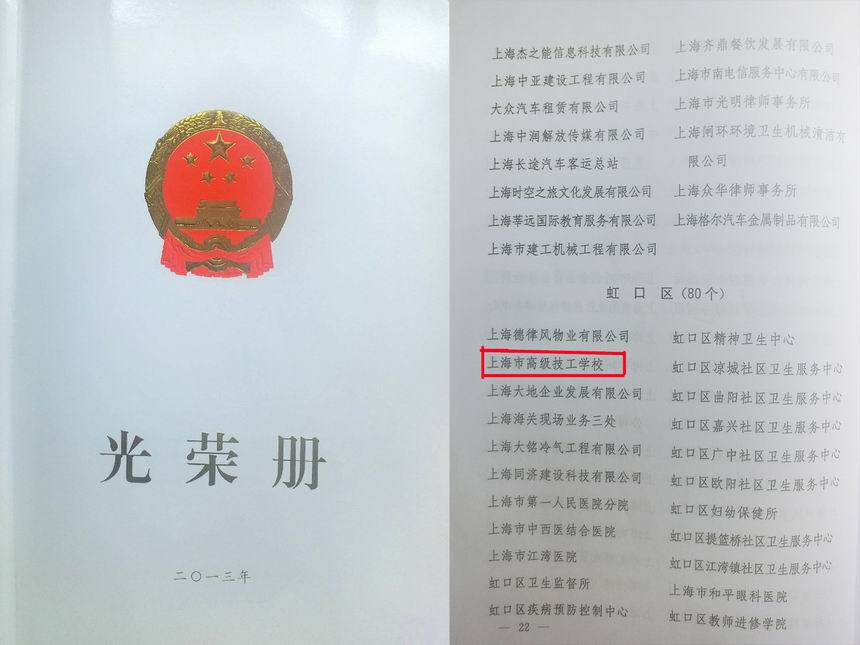 光荣册
二〇一三年
上海杰之能信息科技有限公司
上海中亚建设工程有限公司
大众汽车租赁有限公司
上海中润解放传媒有限公司
上海长途汽车客运总站
上海时空之旅文化发展有限公司
上海莘远国际教育服务有限公司
上海市建工机械工程有限公司
上海齐鼎餐饮发展有限公司
上海市南电信服务中心有限公司
上海市光明律师事务所
上海闸环环境卫生机械清洁有
限公司
上海众华律师事务所
上海格尔汽车金属制品有限公司
虹口区(80个)
上海德律风物业有限公司
上海市高级技工学校
上海大地企业发展有限公司
上海海关现场业务三处
上海大铭冷气工程有限公司
上海同济建设科技有限公司
上海市第一人民医院分院
上海市中西医结合医院
上海市江湾医院
虹口区卫生监督所
虹口区疾病预防控制中心
虹口区精神卫生中心
虹口区凉城社区卫生服务中心
虹口区曲阳社区卫生服务中心
虹口区嘉兴社区卫生服务中心
虹口区广中社区卫生服务中心
虹口区欧阳社区卫生服务中心
虹口区妇幼保健所
虹口区提篮桥社区卫生服务中心
虹口区江湾镇社区卫生服务中心
上海市和平眼科医院
虹口区教师进修学院
— 22 —